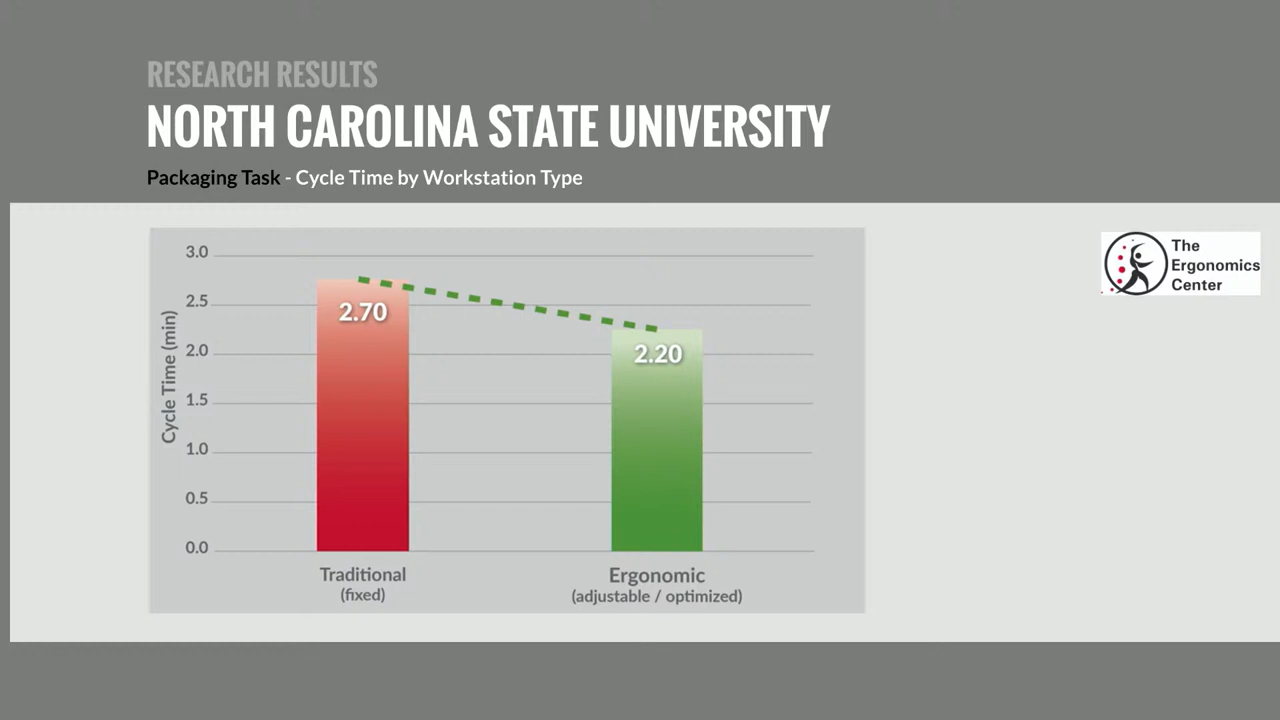 RESEARCH RESULTS
NORTH CAROLINA STATE UNIVERSITY
Packaging Task - Cycle Time by Workstation Type
The
Ergonomics
Center
Cycle Time (min)
3.0
2.5
2.0
1.5
1.0
0.5
0.0
2.70
2.20
Traditional
(fixed)
Ergonomic
(adjustable / optimized)